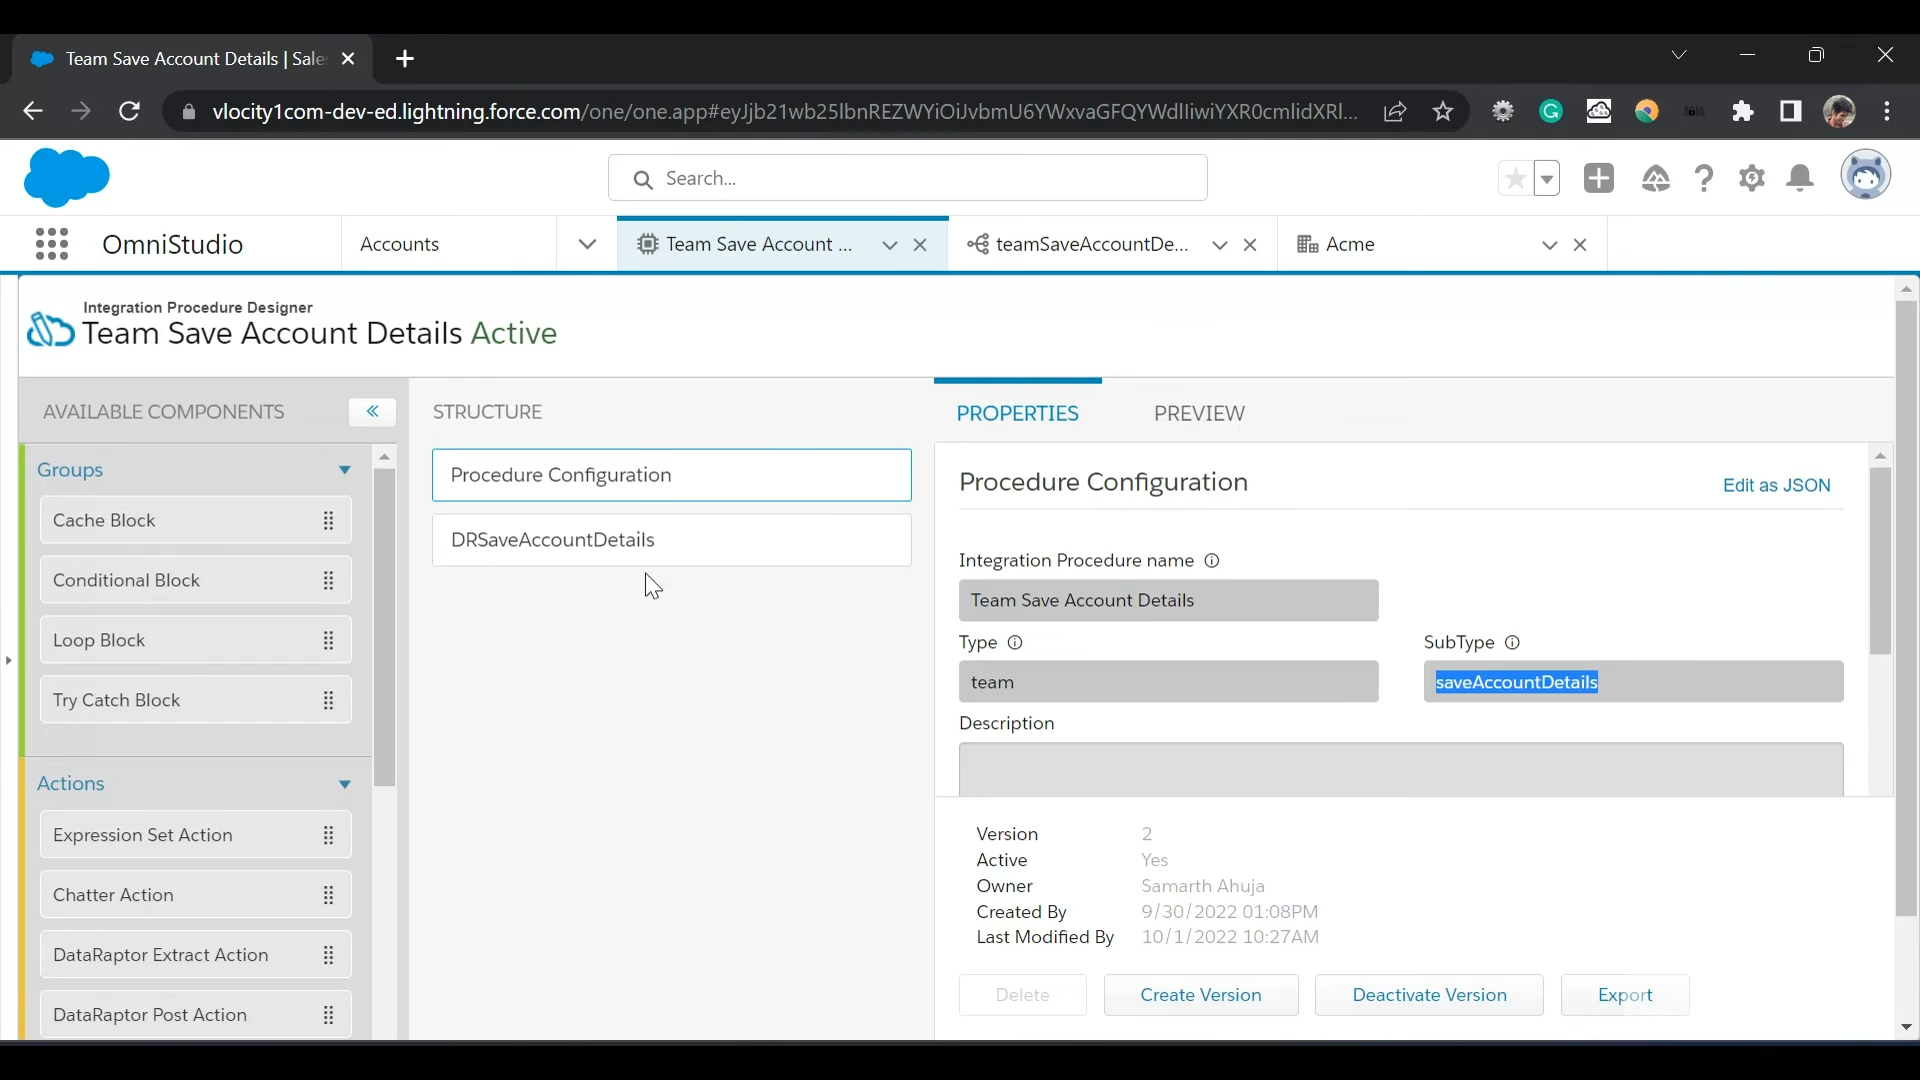 Team Save Account Details | Sales
vlocity1com-dev-ed.lightning.force.com/one/one.app#eyJjb21wb25lbnREZWYiOiJvbmU6YWxvaGFQYWdlIiwiYXR0cmlidXRl...
Search...
OmniStudio
Accounts
Team Save Account ...
teamSaveAccountDe...
Acme
Integration Procedure Designer
Team Save Account Details Active
AVAILABLE COMPONENTS
Groups
Cache Block
Conditional Block
Loop Block
Try Catch Block
Actions
Expression Set Action
Chatter Action
DataRaptor Extract Action
DataRaptor Post Action
STRUCTURE
Procedure Configuration
DRSaveAccountDetails
PROPERTIES
PREVIEW
Procedure Configuration
Edit as JSON
Integration Procedure name
Team Save Account Details
Type
SubType
team
saveAccountDetails
Description
Version 2
Active Yes
Owner Samarth Ahuja
Created By 9/30/2022 01:08PM
Last Modified By 10/1/2022 10:27AM
Delete
Create Version
Deactivate Version
Export